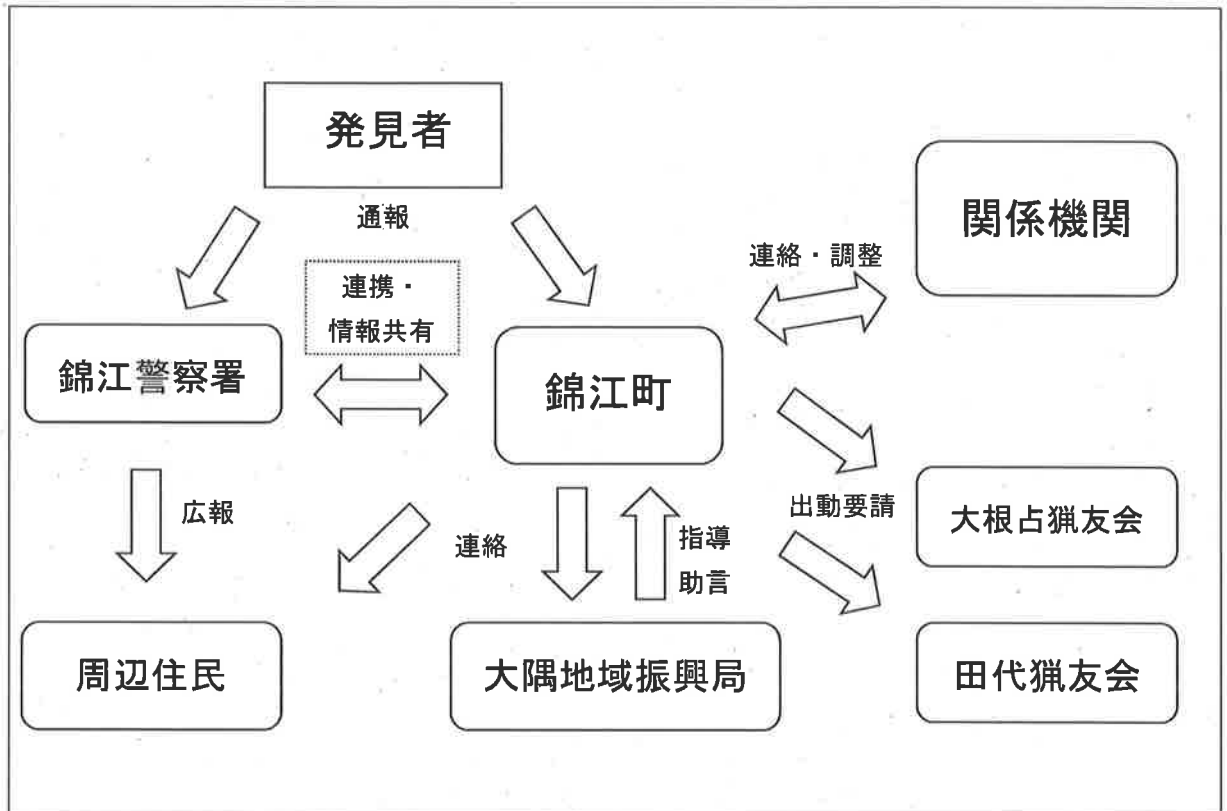 発見者
通報
関係機関
連絡・調整
連携・
情報共有
錦江警察署
錦江町
広報
連絡
指導
助言
出動要請
大根占猟友会
周辺住民
大隅地域振興局
田代猟友会